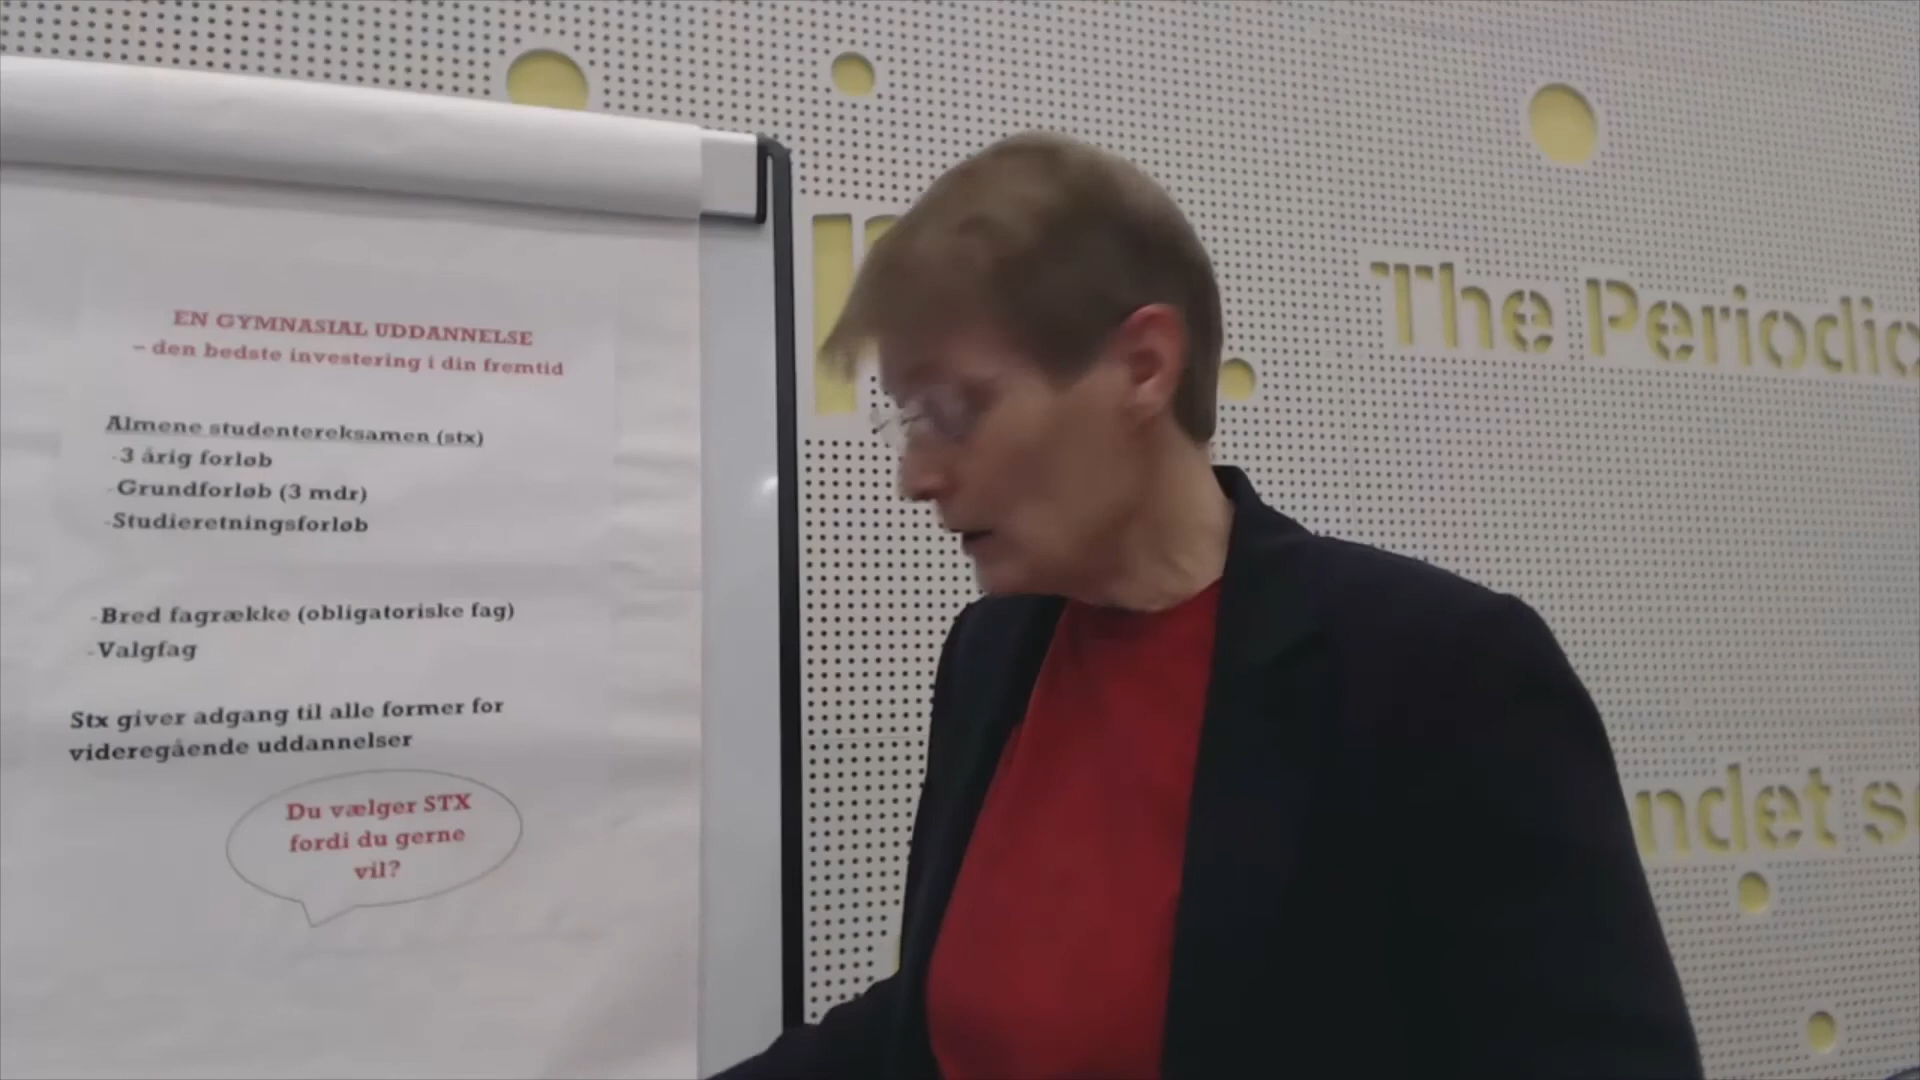 EN GYMNASIAL UDDANNELSE
– den bedste investering i din fremtid
Almene studentereksamen (stx)
-3 årig forløb
-Grundforløb (3 mdr)
-Studieretningsforløb
-Bred fagrække (obligatoriske fag)
-Valgfag
Stx giver adgang til alle former for
videregående uddannelser
Du vælger STX
fordi du gerne
vil?
The Periodic
ndet s